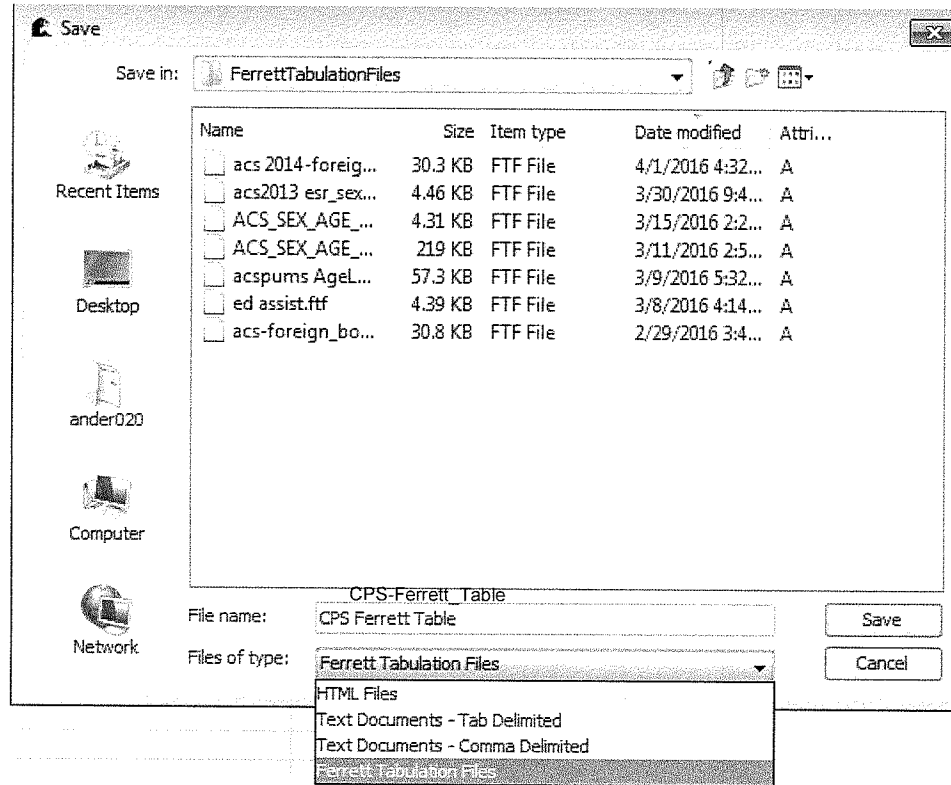 Save
Save in: FerrettTabulationFiles
Name Size Item type Date modified Attri...
acs 2014-foreig... 30.3 KB FTF File 4/1/2016 4:32... A
acs2013 esr_sex... 4.46 KB FTF File 3/30/2016 9:4... A
ACS_SEX_AGE_... 4.31 KB FTF File 3/15/2016 2:2... A
ACS_SEX_AGE_... 219 KB FTF File 3/11/2016 2:5... A
acspums AgeL... 57.3 KB FTF File 3/9/2016 5:32... A
ed assist.ftf 4.39 KB FTF File 3/8/2016 4:14... A
acs-foreign_bo... 30.8 KB FTF File 2/29/2016 3:4... A
Recent Items
Desktop
ander020
Computer
Network
CPS-Ferrett_Table
File name: CPS Ferrett Table Save
Files of type: Ferrett Tabulation Files Cancel
HTML Files
Text Documents - Tab Delimited
Text Documents - Comma Delimited
Ferrett Tabulation Files